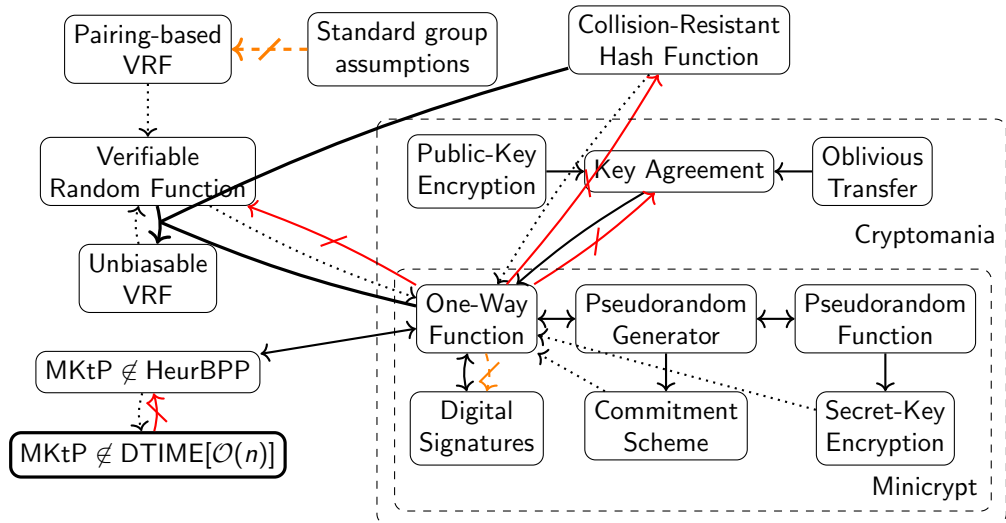 Pairing-based
VRF
Standard group
assumptions
Collision-Resistant
Hash Function
Verifiable
Random Function
Public-Key
Encryption
Key Agreement
Oblivious
Transfer
Unbiasable
VRF
Cryptomania
One-Way
Function
Pseudorandom
Generator
Pseudorandom
Function
MKtP ∉ HeurBPP
Digital
Signatures
Commitment
Scheme
Secret-Key
Encryption
MKtP ∉ DTIME[𝒪(n)]
Minicrypt